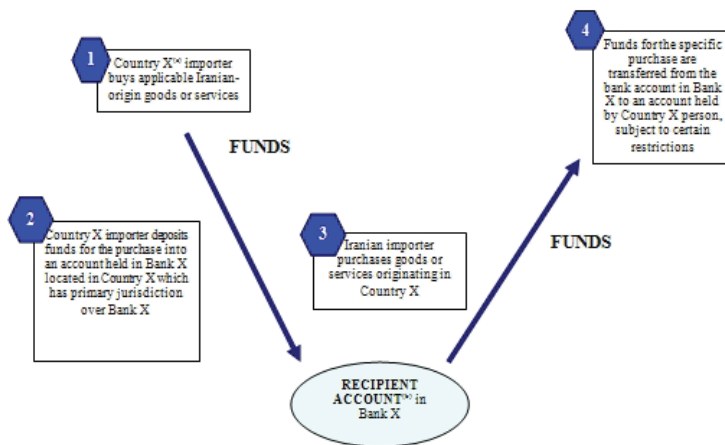 1
Country X⁽ᵃ⁾ importer
buys applicable Iranian-
origin goods or services
FUNDS
2
Country X importer deposits
funds for the purchase into
an account held in Bank X
located in Country X which
has primary jurisdiction
over Bank X
3
Iranian importer
purchases goods or
services originating in
Country X
4
Funds for the specific
purchase are
transferred from the
bank account in Bank
X to an account held
by Country X person,
subject to certain
restrictions
FUNDS
RECIPIENT
ACCOUNT in
Bank X